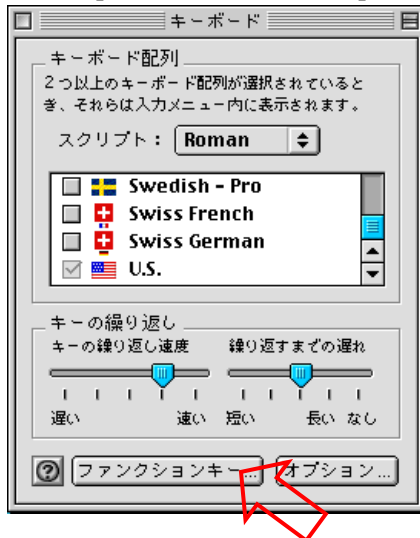 キーボード
キーボード配列
2つ以上のキーボード配列が選択されていると
き、それらは入力メニュー内に表示されます。
スクリプト： Roman
Swedish – Pro
Swiss French
Swiss German
U.S.
キーの繰り返し
キーの繰り返し速度 繰り返すまでの遅れ
遅い 速い 短い 長い なし
? ファンクションキー... オプション...